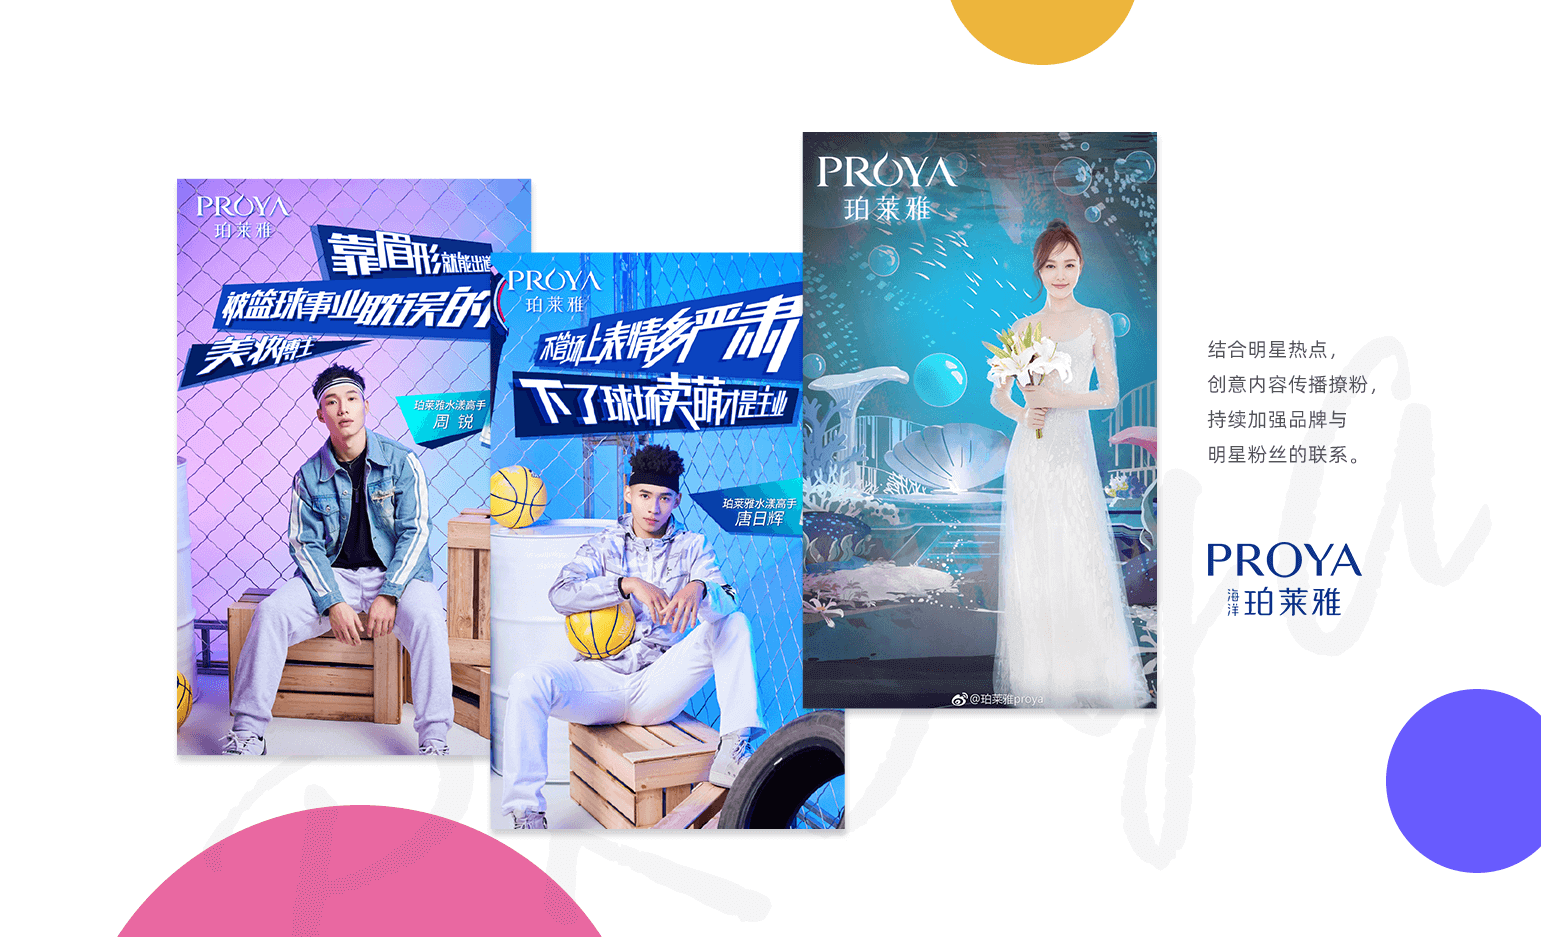 PROYA
珀莱雅
靠眉形就能出道
被篮球事业耽误的
美妆博主
珀莱雅水漾高手
周 锐
PROYA
珀莱雅
不管场上表情多严肃
下了球场卖萌才是主业
珀莱雅水漾高手
唐日辉
PROYA
珀莱雅
@珀莱雅proya
结合明星热点，
创意内容传播撩粉，
持续加强品牌与
明星粉丝的联系。
PROYA
海洋 珀莱雅